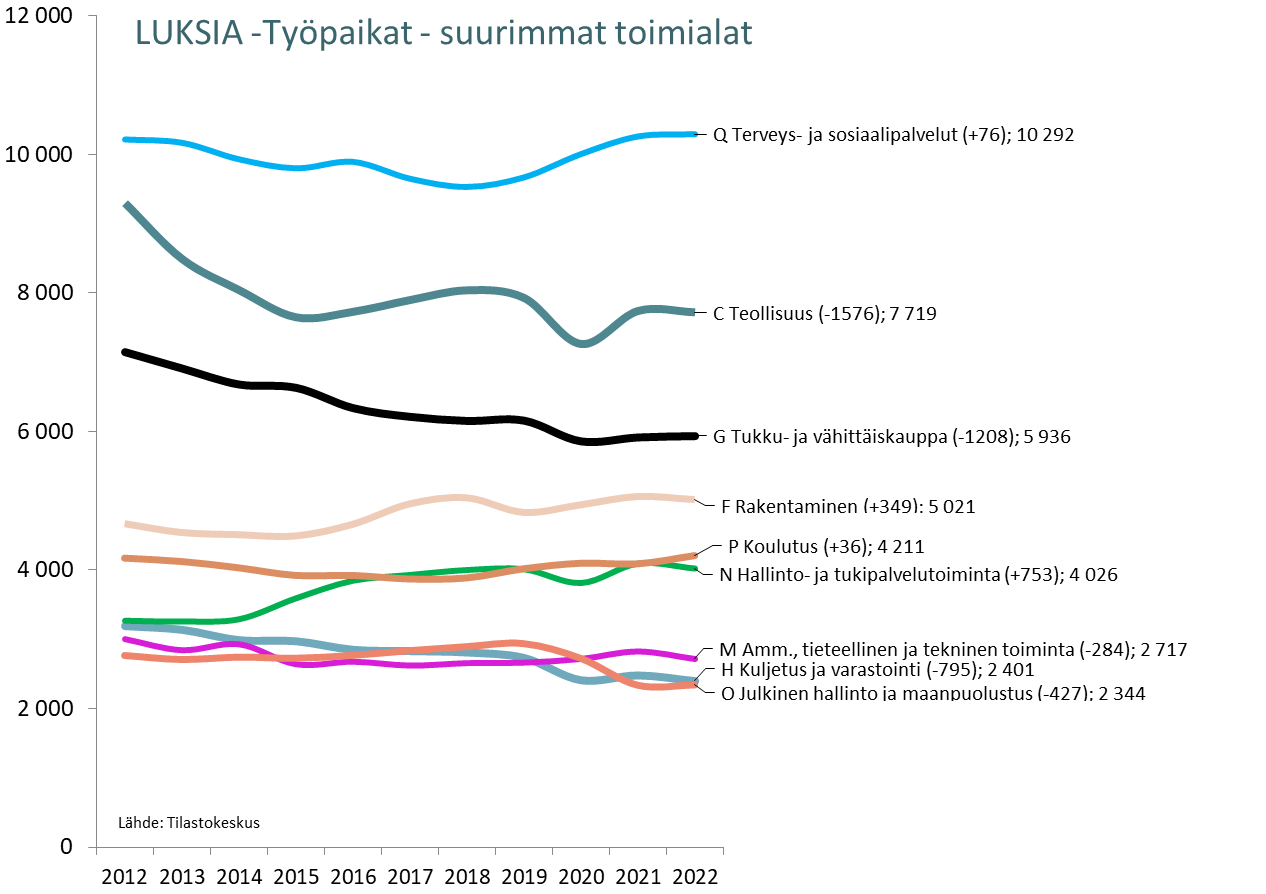 LUKSIA -Työpaikat - suurimmat toimialat
12 000
10 000
8 000
6 000
4 000
2 000
0
Q Terveys- ja sosiaalipalvelut (+76); 10 292
C Teollisuus (-1576); 7 719
G Tukku- ja vähittäiskauppa (-1208); 5 936
F Rakentaminen (+349); 5 021
P Koulutus (+36); 4 211
N Hallinto- ja tukipalvelutoiminta (+753); 4 026
M Amm., tieteellinen ja tekninen toiminta (-284); 2 717
H Kuljetus ja varastointi (-795); 2 401
O Julkinen hallinto ja maanpuolustus (-427); 2 344
Lähde: Tilastokeskus
2012 2013 2014 2015 2016 2017 2018 2019 2020 2021 2022